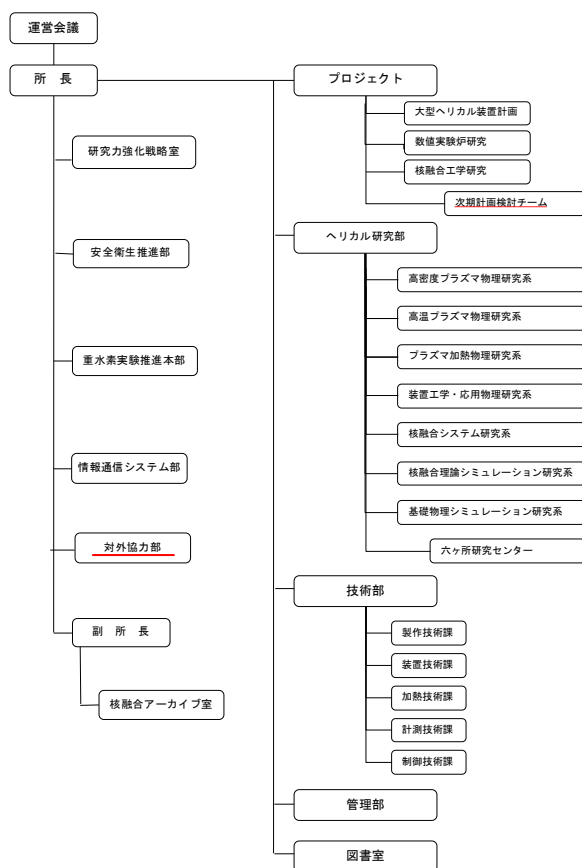 運営会議
所　長
研究力強化戦略室
安全衛生推進部
重水素実験推進本部
情報通信システム部
対外協力部
副　所　長
核融合アーカイブ室
プロジェクト
大型ヘリカル装置計画
数値実験炉研究
核融合工学研究
次期計画検討チーム
ヘリカル研究部
高密度プラズマ物理研究系
高温プラズマ物理研究系
プラズマ加熱物理研究系
装置工学・応用物理研究系
核融合システム研究系
核融合理論シミュレーション研究系
基礎物理シミュレーション研究系
六ヶ所研究センター
技術部
製作技術課
装置技術課
加熱技術課
計測技術課
制御技術課
管理部
図書室